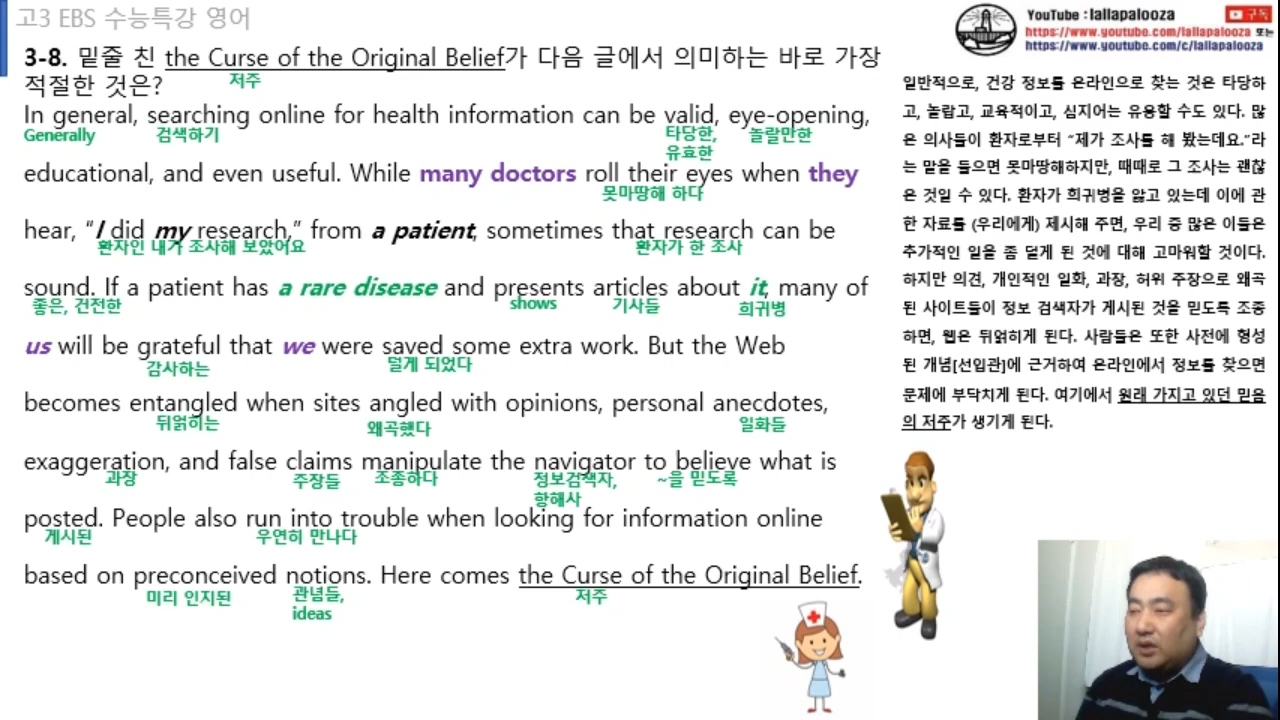 고3 EBS 수능특강 영어
YouTube : lallapalooza 구독
https://www.youtube.com/lallapalooza 또는
https://www.youtube.com/c/lallapalooza
3-8. 밑줄 친 the Curse of the Original Belief가 다음 글에서 의미하는 바로 가장
저주
적절한 것은?
In general, searching online for health information can be valid, eye-opening,
Generally 검색하기 타당한, 놀랄만한
유효한
educational, and even useful. While many doctors roll their eyes when they
못마땅해 하다
hear, “I did my research,” from a patient, sometimes that research can be
환자인 내가 조사해 보았어요 환자가 한 조사
sound. If a patient has a rare disease and presents articles about it, many of
좋은, 건전한 shows 기사들 희귀병
us will be grateful that we were saved some extra work. But the Web
감사하는 덜게 되었다
becomes entangled when sites angled with opinions, personal anecdotes,
뒤얽히는 왜곡했다 일화들
exaggeration, and false claims manipulate the navigator to believe what is
과장 주장들 조종하다 정보검색자, ~을 믿도록
항해사
posted. People also run into trouble when looking for information online
게시된 우연히 만나다
based on preconceived notions. Here comes the Curse of the Original Belief.
미리 인지된 관념들, 저주
ideas
일반적으로, 건강 정보를 온라인으로 찾는 것은 타당하
고, 놀랍고, 교육적이고, 심지어는 유용할 수도 있다. 많
은 의사들이 환자로부터 “제가 조사를 해 봤는데요.”라
는 말을 들으면 못마땅해하지만, 때때로 그 조사는 괜찮
은 것일 수 있다. 환자가 희귀병을 앓고 있는데 이에 관
한 자료를 (우리에게) 제시해 주면, 우리 중 많은 이들은
추가적인 일을 좀 덜게 된 것에 대해 고마워할 것이다.
하지만 의견, 개인적인 일화, 과장, 허위 주장으로 왜곡
된 사이트들이 정보 검색자가 게시된 것을 믿도록 조종
하면, 웹은 뒤얽히게 된다. 사람들은 또한 사전에 형성
된 개념[선입관]에 근거하여 온라인에서 정보를 찾으면
문제에 부닥치게 된다. 여기에서 원래 가지고 있던 믿음
의 저주가 생기게 된다.